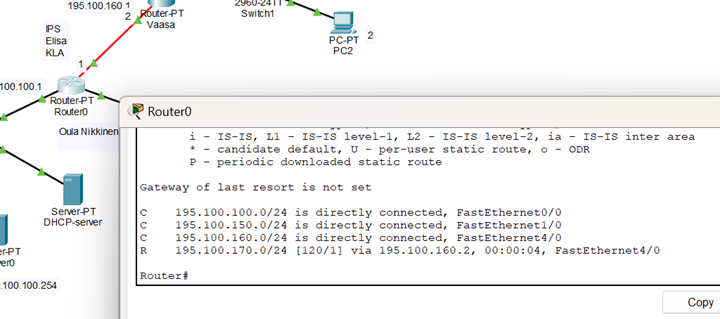 195.100.160 1
2
Router-PT
Vaasa
IPS
Elisa
KLA
1
100.100.1
Router-PT
Router0
Oula Nikkinen
2960-24TT
Switch1
PC-PT
PC2
2
Server-PT
DHCP-server
er-PT
ver0
.100.254
Router0
i - IS-IS, L1 - IS-IS level-1, L2 - IS-IS level-2, ia - IS-IS inter area
* - candidate default, U - per-user static route, o - ODR
P - periodic downloaded static route
Gateway of last resort is not set
C    195.100.100.0/24 is directly connected, FastEthernet0/0
C    195.100.150.0/24 is directly connected, FastEthernet1/0
C    195.100.160.0/24 is directly connected, FastEthernet4/0
R    195.100.170.0/24 [120/1] via 195.100.160.2, 00:00:04, FastEthernet4/0
Router#
Copy